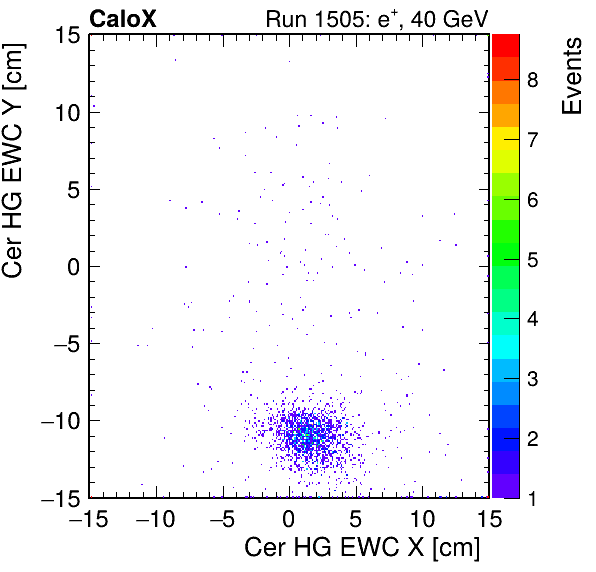 CaloX
Run 1505: e+, 40 GeV
Cer HG EWC Y [cm]
15
10
5
0
−5
−10
−15
−15 −10 −5 0 5 10 15
Cer HG EWC X [cm]
Events
8
7
6
5
4
3
2
1